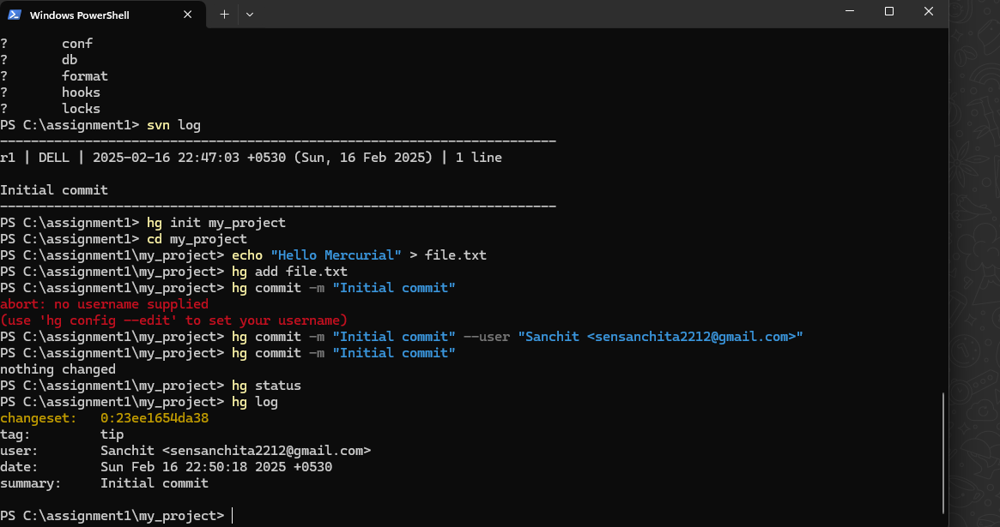 Windows PowerShell
?       conf
?       db
?       format
?       hooks
?       locks
PS C:\assignment1> svn log
------------------------------------------------------------------------
r1 | DELL | 2025-02-16 22:47:03 +0530 (Sun, 16 Feb 2025) | 1 line
Initial commit
------------------------------------------------------------------------
PS C:\assignment1> hg init my_project
PS C:\assignment1> cd my_project
PS C:\assignment1\my_project> echo "Hello Mercurial" > file.txt
PS C:\assignment1\my_project> hg add file.txt
PS C:\assignment1\my_project> hg commit -m "Initial commit"
abort: no username supplied
(use 'hg config --edit' to set your username)
PS C:\assignment1\my_project> hg commit -m "Initial commit" --user "Sanchit <sensanchita2212@gmail.com>"
PS C:\assignment1\my_project> hg commit -m "Initial commit"
nothing changed
PS C:\assignment1\my_project> hg status
PS C:\assignment1\my_project> hg log
changeset:   0:23ee1654da38
tag:         tip
user:        Sanchit <sensanchita2212@gmail.com>
date:        Sun Feb 16 22:50:18 2025 +0530
summary:     Initial commit
PS C:\assignment1\my_project>